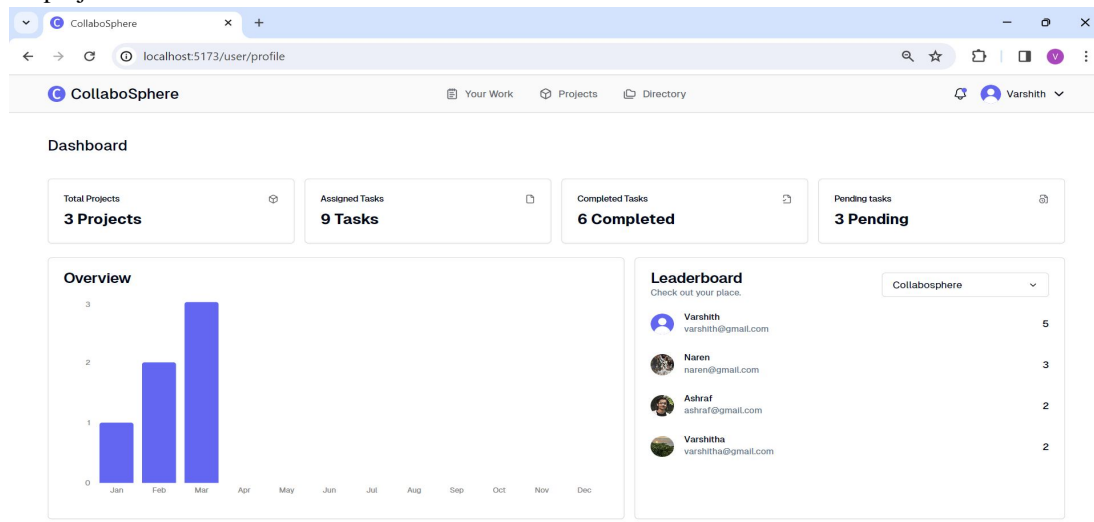 CollaboSphere
localhost:5173/user/profile
V
C CollaboSphere Your Work Projects Directory Varshith
Dashboard
Total Projects
3 Projects
Assigned Tasks
9 Tasks
Completed Tasks
6 Completed
Pending tasks
3 Pending
Overview
3
2
1
0
Jan Feb Mar Apr May Jun Jul Aug Sep Oct Nov Dec
Leaderboard
Check out your place.
Collabosphere
Varshith
varshith@gmail.com
5
Naren
naren@gmail.com
3
Ashraf
ashraf@gmail.com
2
Varshitha
varshitha@gmail.com
2